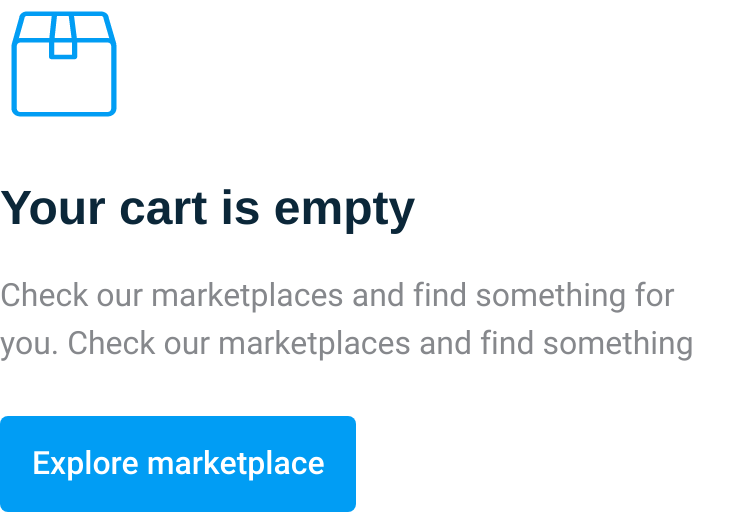 Your cart is empty
Check our marketplaces and find something for
you. Check our marketplaces and find something
Explore marketplace